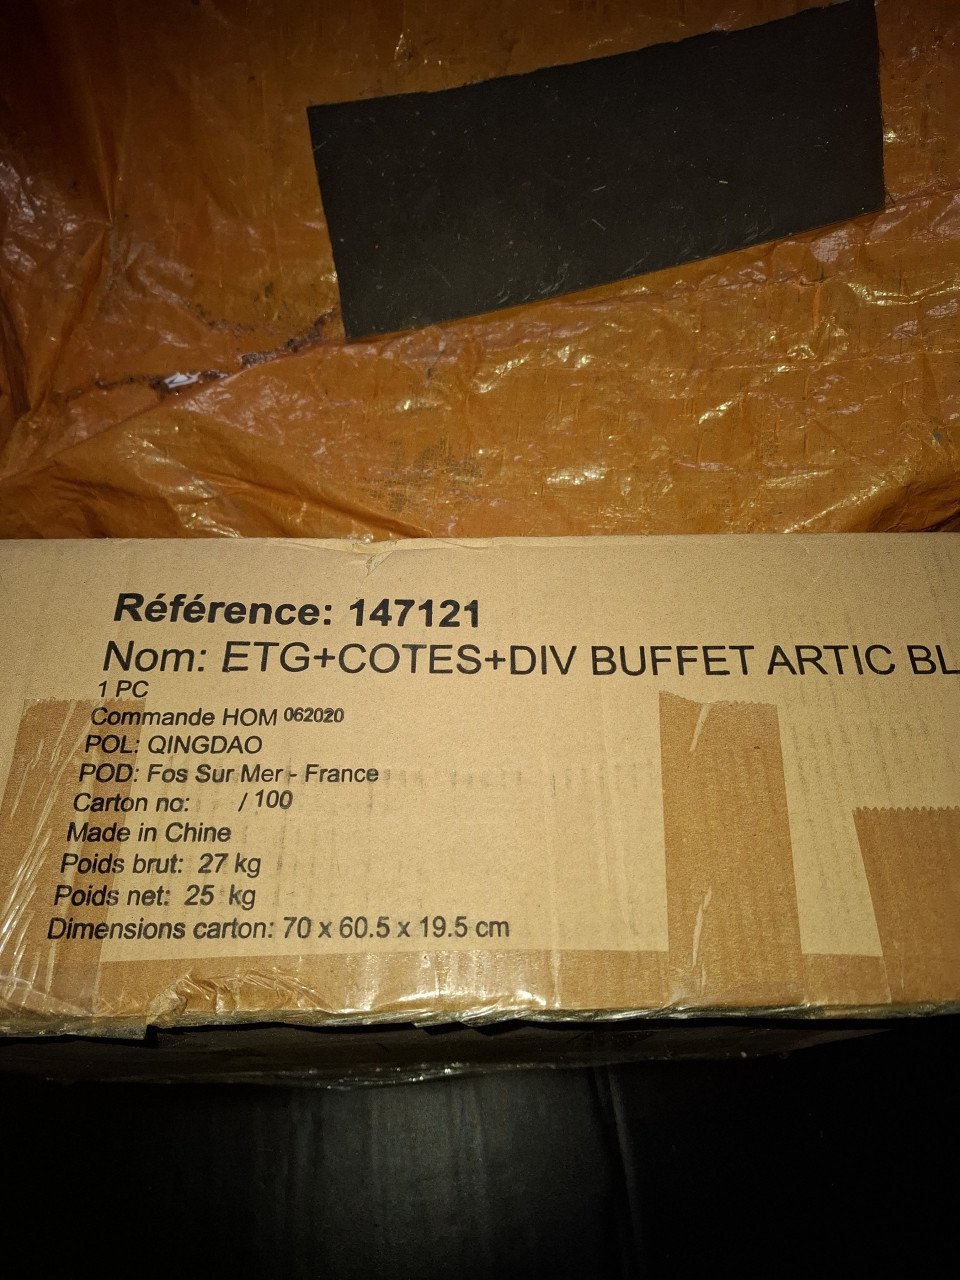 Référence: 147121
Nom: ETG+COTES+DIV BUFFET ARTIC BL
1 PC
Commande HOM 062020
POL: QINGDAO
POD: Fos Sur Mer - France
Carton no: / 100
Made in Chine
Poids brut: 27 kg
Poids net: 25 kg
Dimensions carton: 70 x 60.5 x 19.5 cm